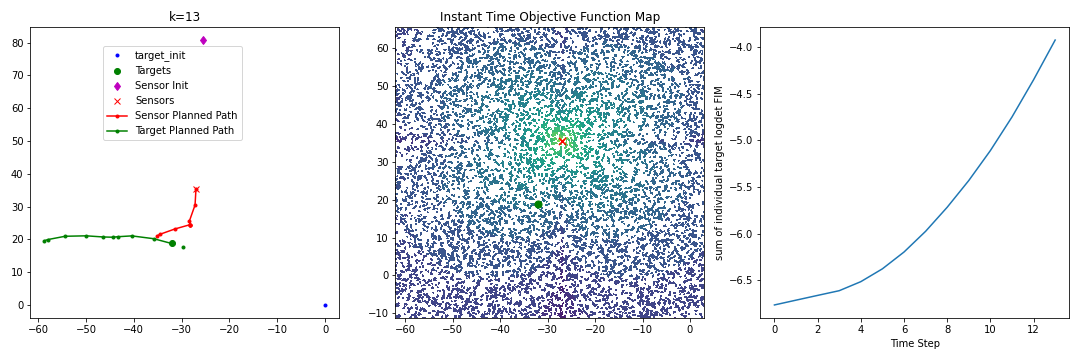 k=13
target_init
Targets
Sensor Init
Sensors
Sensor Planned Path
Target Planned Path
80
70
60
50
40
30
20
10
0
−60 −50 −40 −30 −20 −10 0
Instant Time Objective Function Map
60
50
40
30
20
10
0
−10
−60 −50 −40 −30 −20 −10 0
sum of individual target logdet FIM
−4.0
−4.5
−5.0
−5.5
−6.0
−6.5
0 2 4 6 8 10 12
Time Step